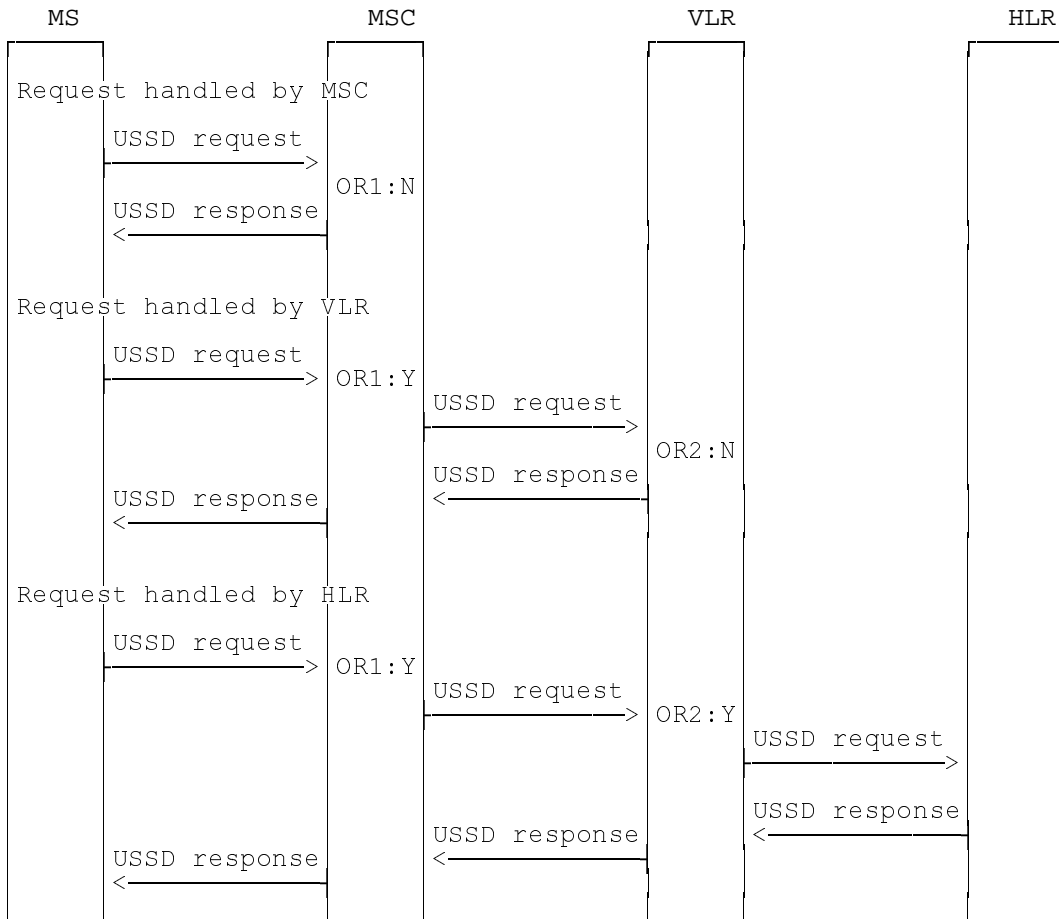 MS MSC VLR HLR
Request handled by MSC
USSD request
OR1:N
USSD response
Request handled by VLR
USSD request
OR1:Y
USSD request
OR2:N
USSD response
USSD response
Request handled by HLR
USSD request
OR1:Y
USSD request
OR2:Y
USSD request
USSD response
USSD response
USSD response